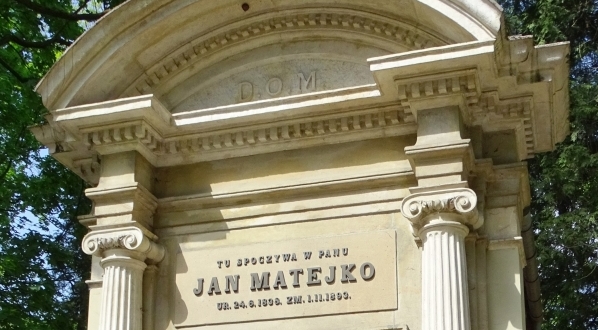 D.O.M.
TU SPOCZYWA W PANU
JAN MATEJKO
UR. 24.6.1838. ZM. 1.11.1893.